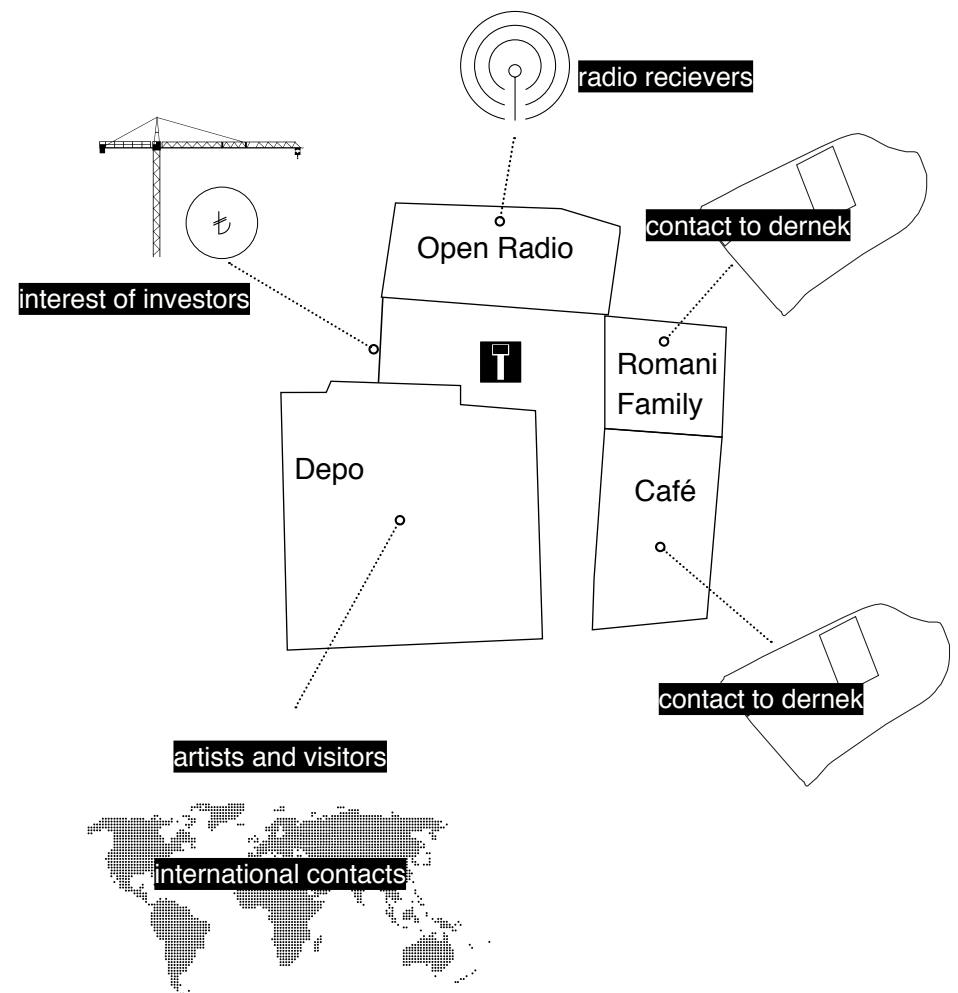 radio recievers
contact to dernek
Open Radio
₺
interest of investors
Romani
Family
Depo
Café
contact to dernek
artists and visitors
international contacts